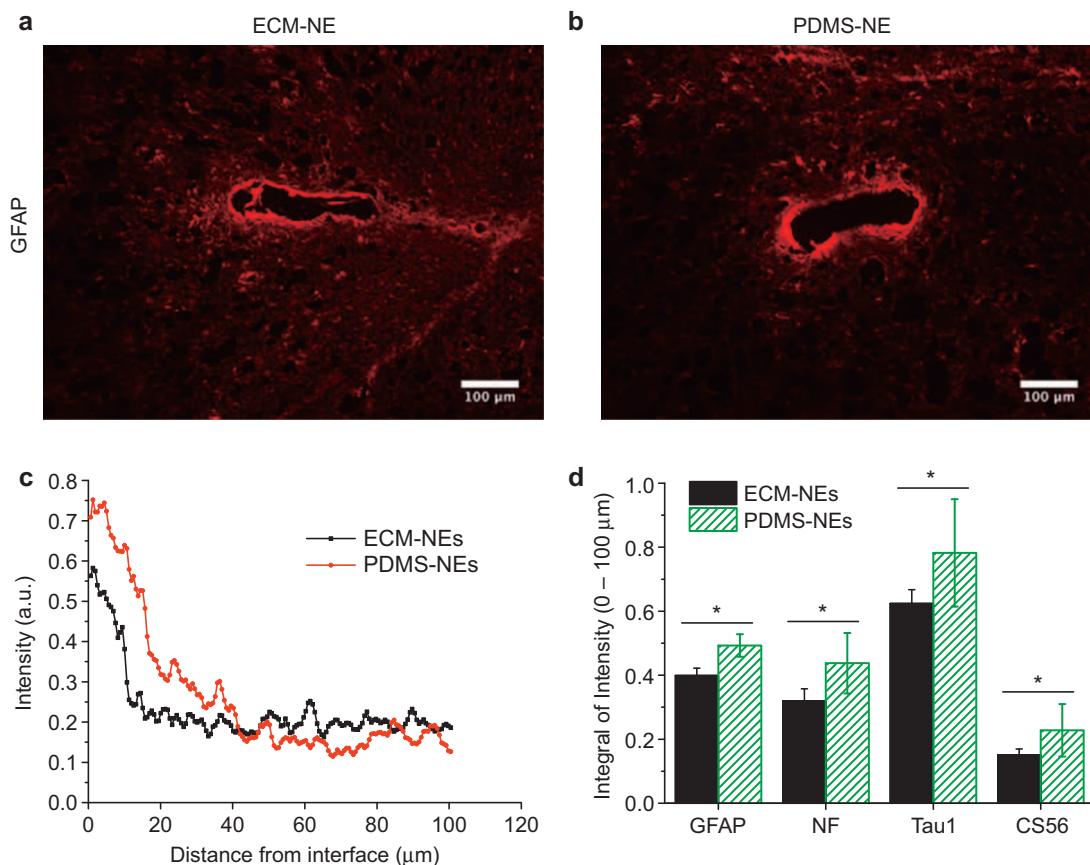 a
ECM-NE
b
PDMS-NE
GFAP
100 µm
100 µm
c
0.8
0.7
0.6
0.5
0.4
0.3
0.2
0.1
0.0
Intensity (a.u.)
ECM-NEs
PDMS-NEs
0 20 40 60 80 100 120
Distance from interface (µm)
d
1.0
0.8
0.6
0.4
0.2
0.0
Integral of Intensity (0 – 100 µm)
ECM-NEs
PDMS-NEs
*
*
*
*
GFAP NF Tau1 CS56